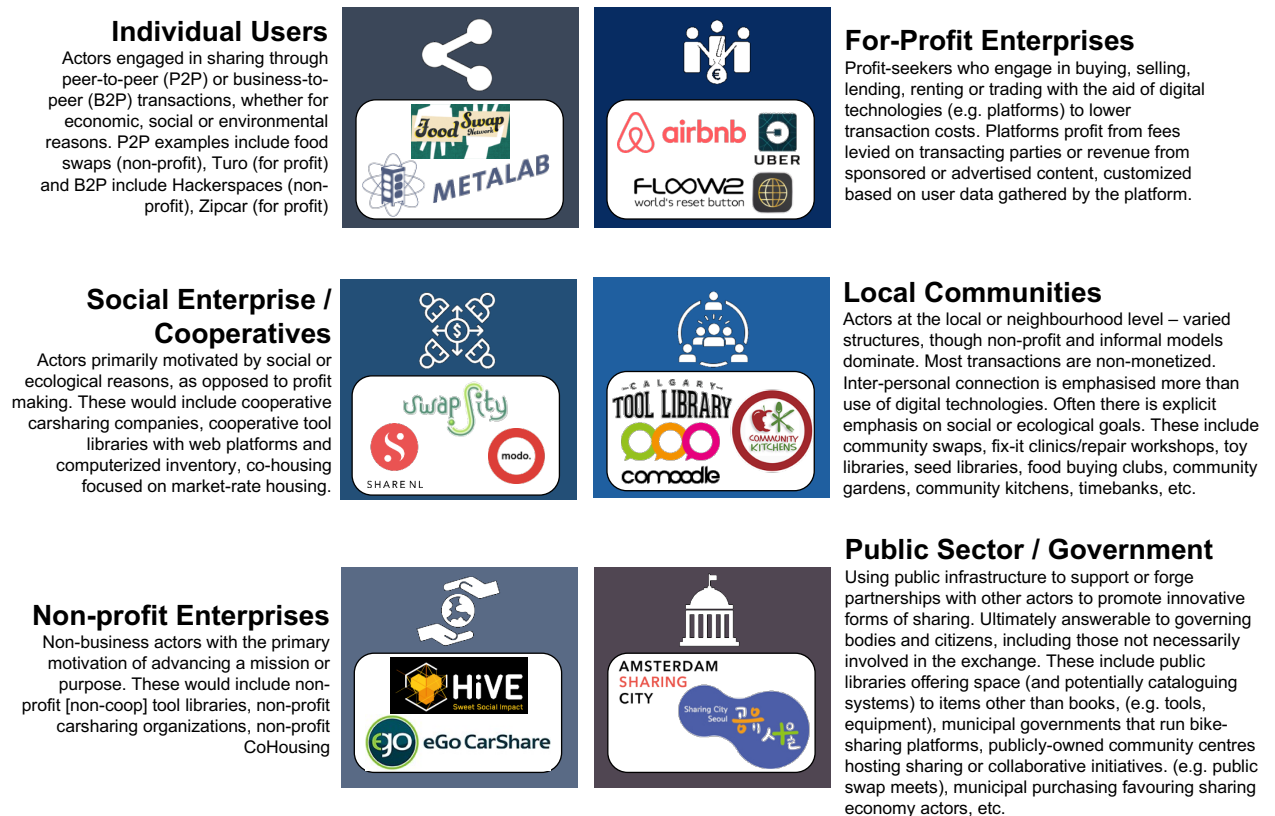 Individual Users
Actors engaged in sharing through
peer-to-peer (P2P) or business-to-
peer (B2P) transactions, whether for
economic, social or environmental
reasons. P2P examples include food
swaps (non-profit), Turo (for profit)
and B2P include Hackerspaces (non-
profit), Zipcar (for profit)
Food Swap
Network
METALAB
€
airbnb
UBER
FLOOW2
world's reset button
For-Profit Enterprises
Profit-seekers who engage in buying, selling,
lending, renting or trading with the aid of digital
technologies (e.g. platforms) to lower
transaction costs. Platforms profit from fees
levied on transacting parties or revenue from
sponsored or advertised content, customized
based on user data gathered by the platform.
Social Enterprise /
Cooperatives
Actors primarily motivated by social or
ecological reasons, as opposed to profit
making. These would include cooperative
carsharing companies, cooperative tool
libraries with web platforms and
computerized inventory, co-housing
focused on market-rate housing.
$
swapsity
S
SHARE NL
modo.
CALGARY
TOOL LIBRARY
comoodle
COMMUNITY
KITCHENS
Local Communities
Actors at the local or neighbourhood level – varied
structures, though non-profit and informal models
dominate. Most transactions are non-monetized.
Inter-personal connection is emphasised more than
use of digital technologies. Often there is explicit
emphasis on social or ecological goals. These include
community swaps, fix-it clinics/repair workshops, toy
libraries, seed libraries, food buying clubs, community
gardens, community kitchens, timebanks, etc.
Non-profit Enterprises
Non-business actors with the primary
motivation of advancing a mission or
purpose. These would include non-
profit [non-coop] tool libraries, non-profit
carsharing organizations, non-profit
CoHousing
HiVE
Sweet Social Impact
eGO
eGo CarShare
AMSTERDAM
SHARING
CITY
Sharing City
Seoul
공유
서울
Public Sector / Government
Using public infrastructure to support or forge
partnerships with other actors to promote innovative
forms of sharing. Ultimately answerable to governing
bodies and citizens, including those not necessarily
involved in the exchange. These include public
libraries offering space (and potentially cataloguing
systems) to items other than books, (e.g. tools,
equipment), municipal governments that run bike-
sharing platforms, publicly-owned community centres
hosting sharing or collaborative initiatives. (e.g. public
swap meets), municipal purchasing favouring sharing
economy actors, etc.